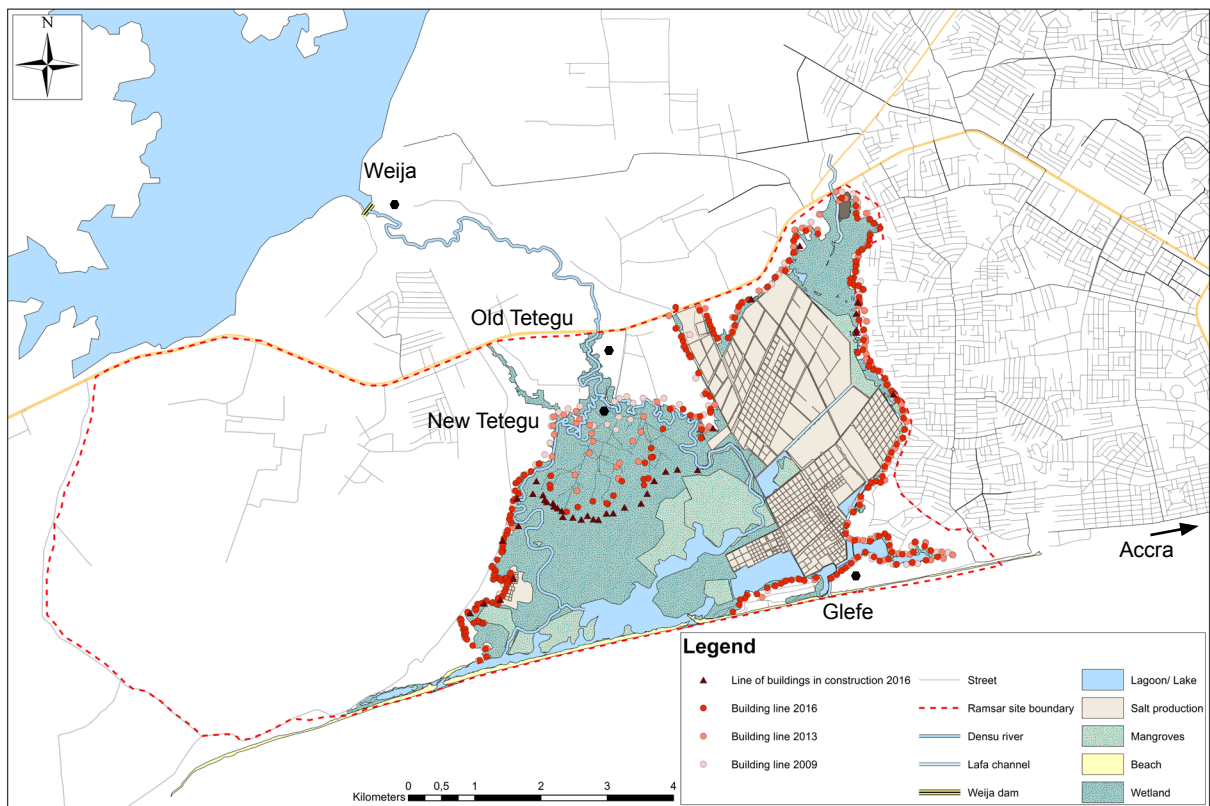 N
Weija
Old Tetegu
New Tetegu
Accra
Glefe
Legend
Line of buildings in construction 2016
Building line 2016
Building line 2013
Building line 2009
Street
Ramsar site boundary
Densu river
Lafa channel
Weija dam
Lagoon/ Lake
Salt production
Mangroves
Beach
Wetland
0 0,5 1 2 3 4
Kilometers